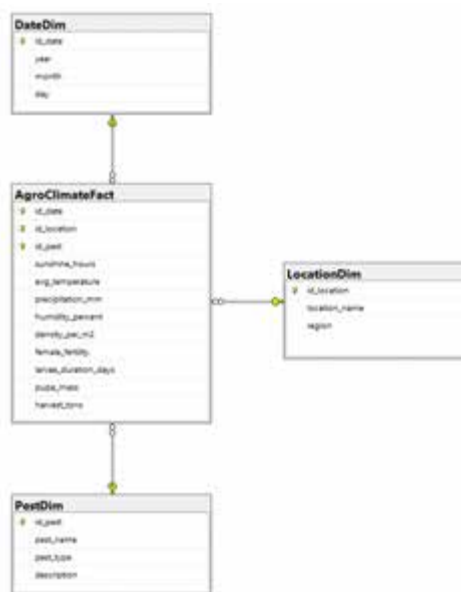 DateDim
id_date
year
month
day
AgroClimateFact
id_date
id_location
id_pest
sunshine_hours
avg_temperature
precipitation_mm
humidity_percent
density_per_m2
female_fertility
larvae_duration_days
pupa_mass
harvest_tons
LocationDim
id_location
location_name
region
PestDim
id_pest
pest_name
pest_type
description